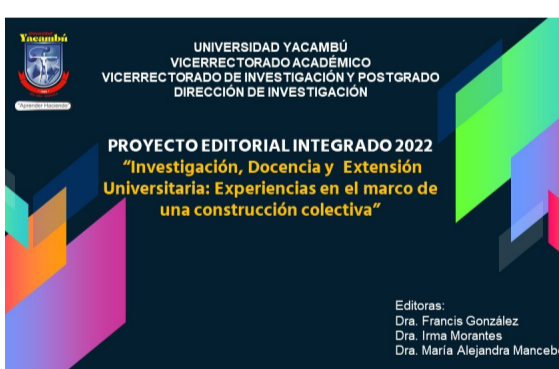 Yacambú
"Aprender Haciendo"
UNIVERSIDAD YACAMBÚ
VICERRECTORADO ACADÉMICO
VICERRECTORADO DE INVESTIGACIÓN Y POSTGRADO
DIRECCIÓN DE INVESTIGACIÓN
PROYECTO EDITORIAL INTEGRADO 2022
“Investigación, Docencia y Extensión
Universitaria: Experiencias en el marco de
una construcción colectiva”
Editoras:
Dra. Francis González
Dra. Irma Morantes
Dra. María Alejandra Mancebo